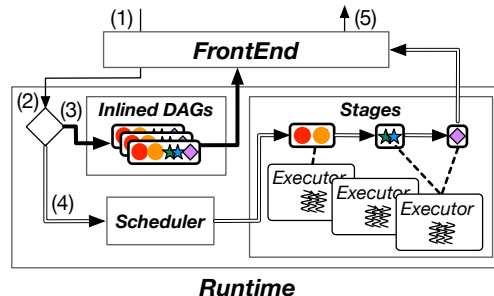 (1)
(5)
FrontEnd
(2)
(3)
Inlined DAGs
Stages
(4)
Scheduler
Executor
Executor
Executor
Runtime